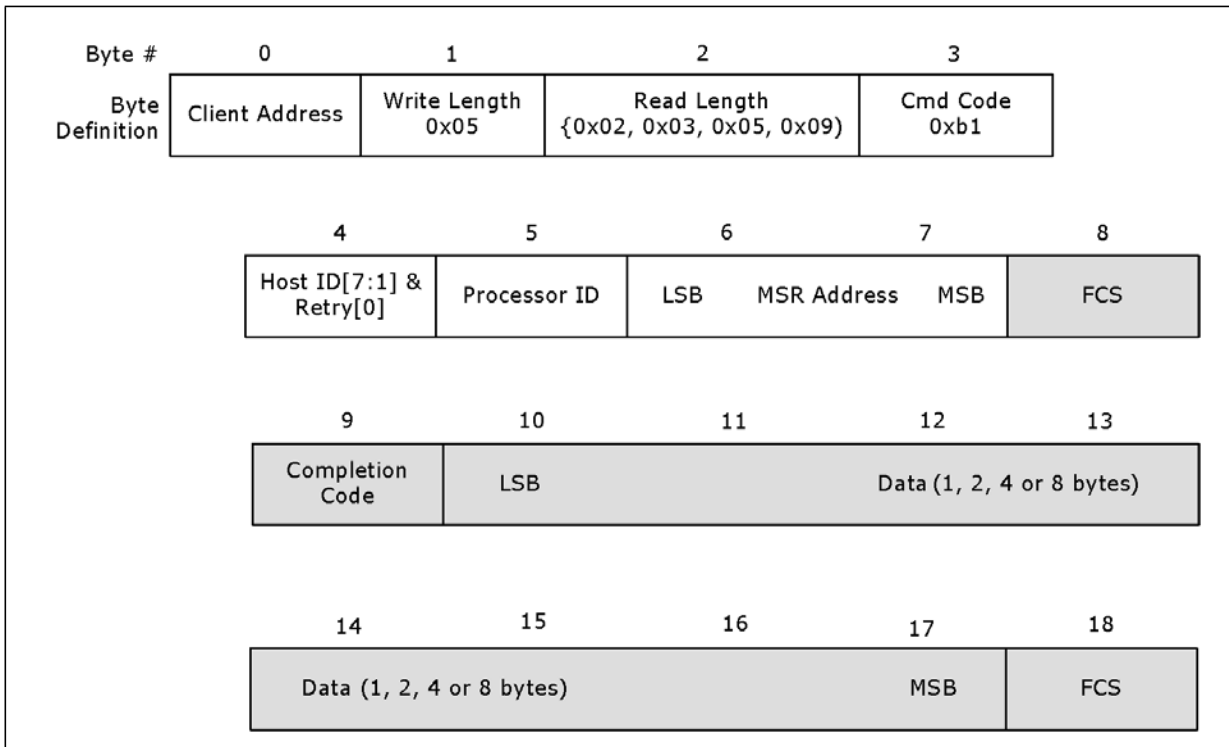 Byte # 0 1 2 3
Byte Definition
Client Address
Write Length
0x05
Read Length
{0x02, 0x03, 0x05, 0x09)
Cmd Code
0xb1
4 5 6 7 8
Host ID[7:1] &
Retry[0]
Processor ID
LSB MSR Address MSB
FCS
9 10 11 12 13
Completion
Code
LSB
Data (1, 2, 4 or 8 bytes)
14 15 16 17 18
Data (1, 2, 4 or 8 bytes)
MSB
FCS